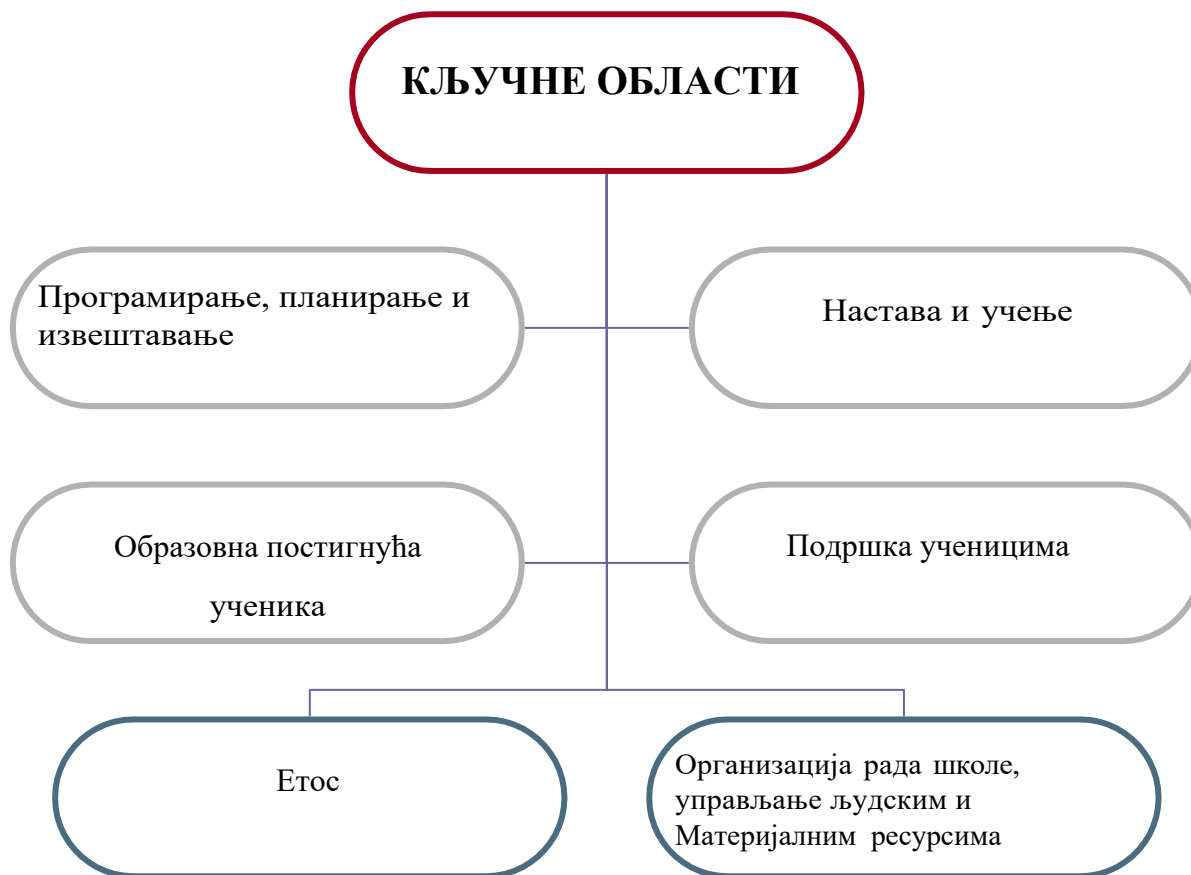 КЉУЧНЕ ОБЛАСТИ
Програмирање, планирање и
извештавање
Настава и учење
Образовна постигнућа
ученика
Подршка ученицима
Етос
Организација рада школе,
управљање људским и
Материјалним ресурсима